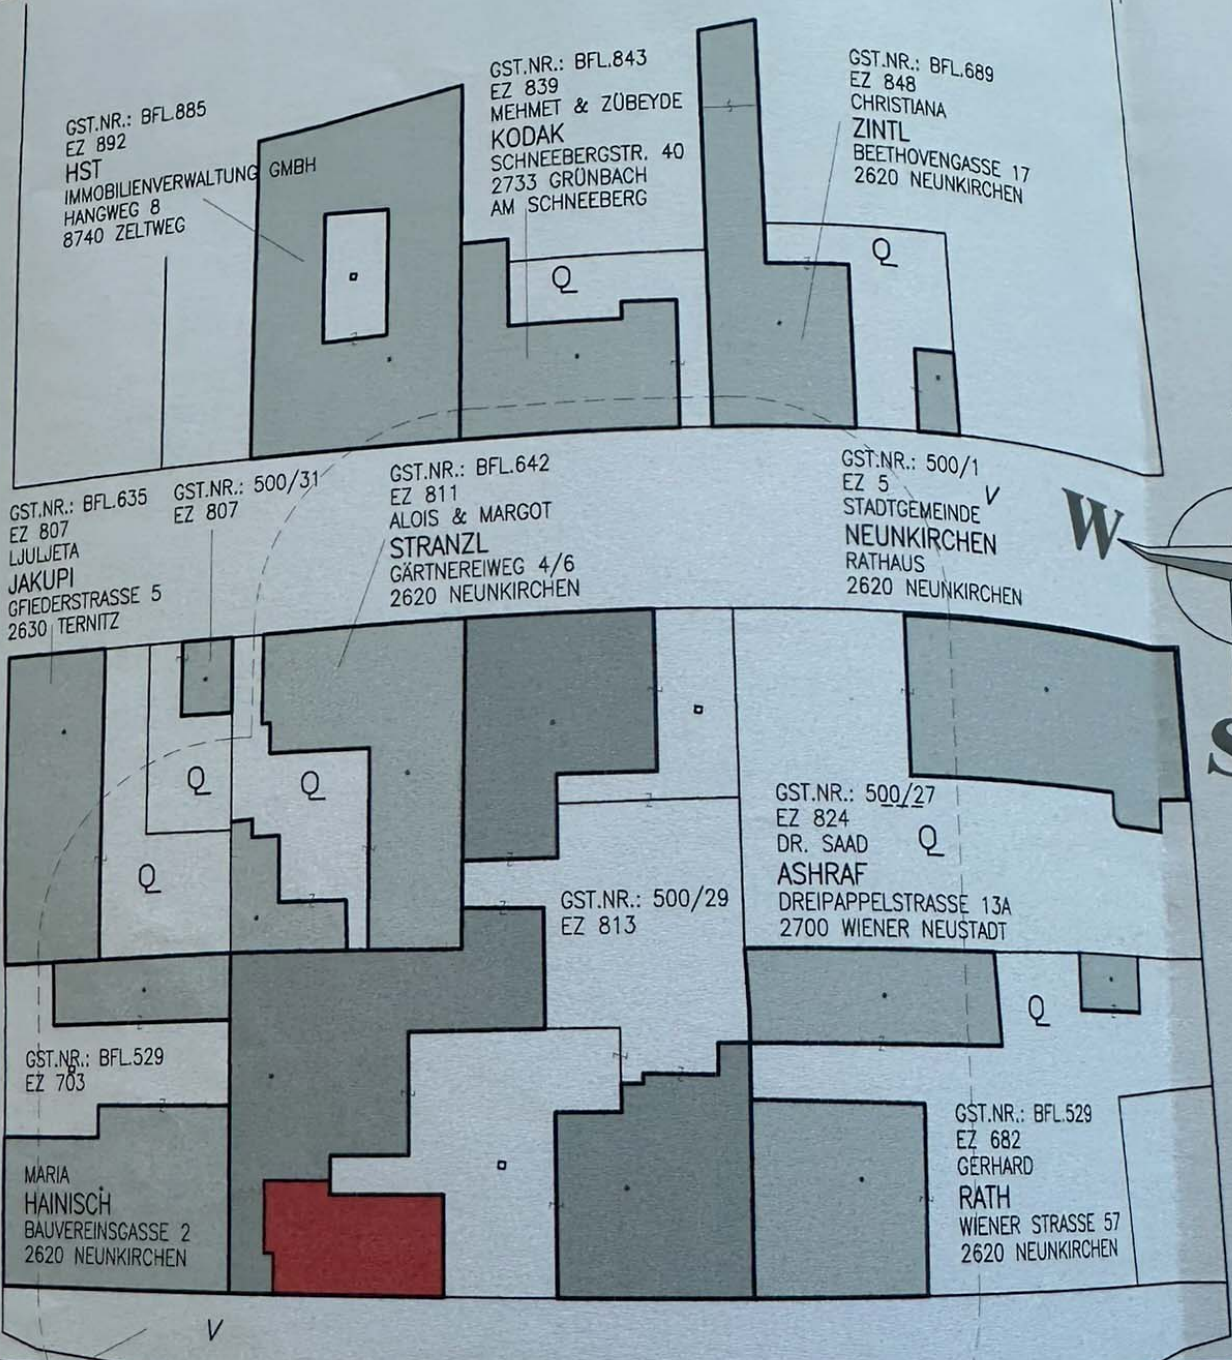 GST.NR.: BFL.885
EZ 892
HST
IMMOBILIENVERWALTUNG GMBH
HANGWEG 8
8740 ZELTWEG
GST.NR.: BFL.843
EZ 839
MEHMET & ZÜBEYDE
KODAK
SCHNEEBERGSTR. 40
2733 GRÜNBACH
AM SCHNEEBERG
GST.NR.: BFL.689
EZ 848
CHRISTIANA
ZINTL
BEETHOVENGASSE 17
2620 NEUNKIRCHEN
Q
Q
GST.NR.: BFL.635
EZ 807
LJULJETA
JAKUPI
GFIEDERSTRASSE 5
2630 TERNITZ
GST.NR.: 500/31
EZ 807
GST.NR.: BFL.642
EZ 811
ALOIS & MARGOT
STRANZL
GÄRTNEREIWEG 4/6
2620 NEUNKIRCHEN
GST.NR.: 500/1
EZ 5
STADTGEMEINDE
NEUNKIRCHEN
RATHAUS
2620 NEUNKIRCHEN
V
W
S
Q
Q
Q
GST.NR.: 500/27
EZ 824
DR. SAAD
ASHRAF
DREIPAPPELSTRASSE 13A
2700 WIENER NEUSTADT
Q
GST.NR.: 500/29
EZ 813
Q
GST.NR.: BFL.529
EZ 703
MARIA
HAINISCH
BAUVEREINSGASSE 2
2620 NEUNKIRCHEN
GST.NR.: BFL.529
EZ 682
GERHARD
RATH
WIENER STRASSE 57
2620 NEUNKIRCHEN
V